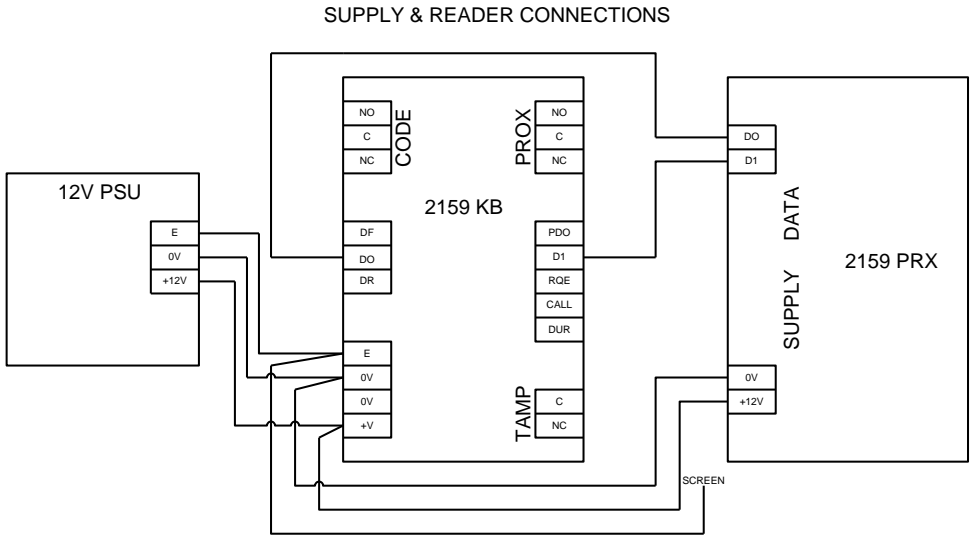 SUPPLY & READER CONNECTIONS
12V PSU
E
0V
+12V
NO
C
NC
CODE
DF
DO
DR
E
0V
0V
+V
2159 KB
PROX
NO
C
NC
PDO
D1
RQE
CALL
DUR
TAMP
C
NC
DO
D1
SUPPLY DATA
2159 PRX
0V
+12V
SCREEN